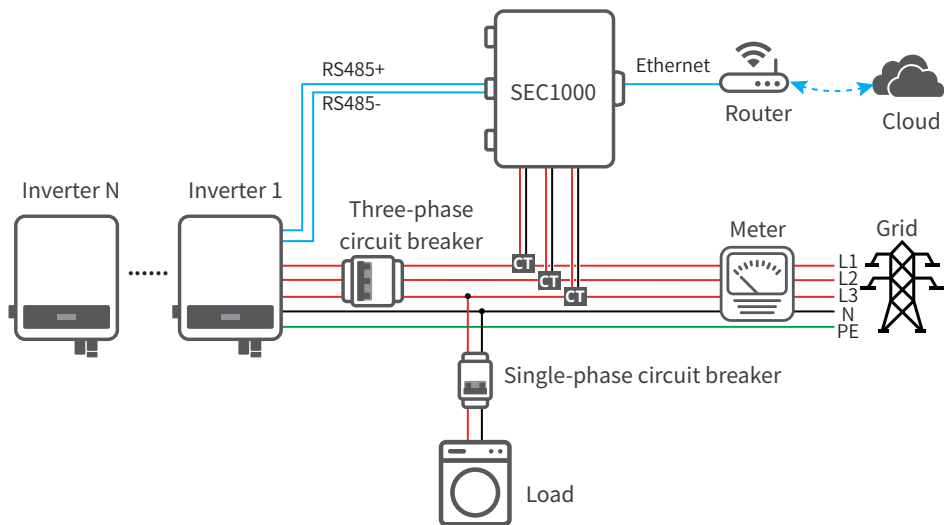 RS485+
RS485-
SEC1000
Ethernet
Router
Cloud
Inverter N
Inverter 1
Three-phase
circuit breaker
Meter
Grid
CT
CT
CT
L1
L2
L3
N
PE
Single-phase circuit breaker
Load